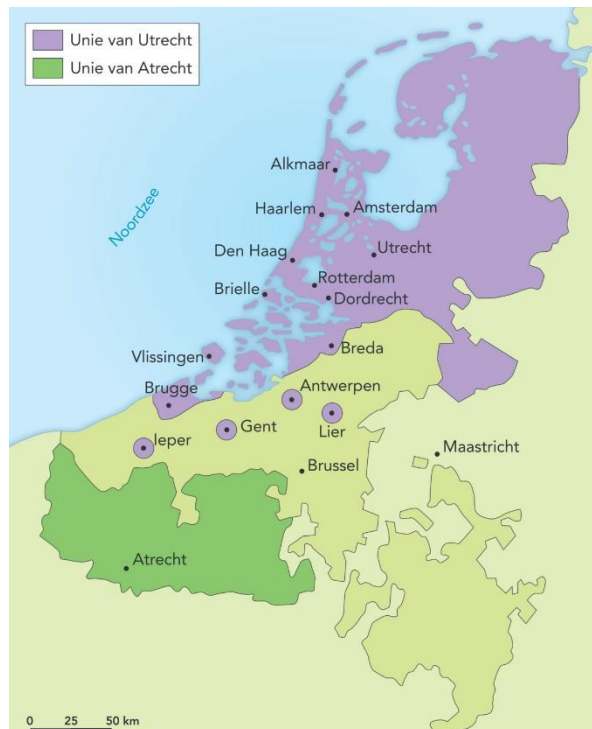 Unie van Utrecht
Unie van Atrecht
Noordzee
Alkmaar
Haarlem
Amsterdam
Den Haag
Utrecht
Rotterdam
Brielle
Dordrecht
Vlissingen
Breda
Brugge
Antwerpen
Gent
Lier
Ieper
Brussel
Maastricht
Atrecht
0 25 50 km